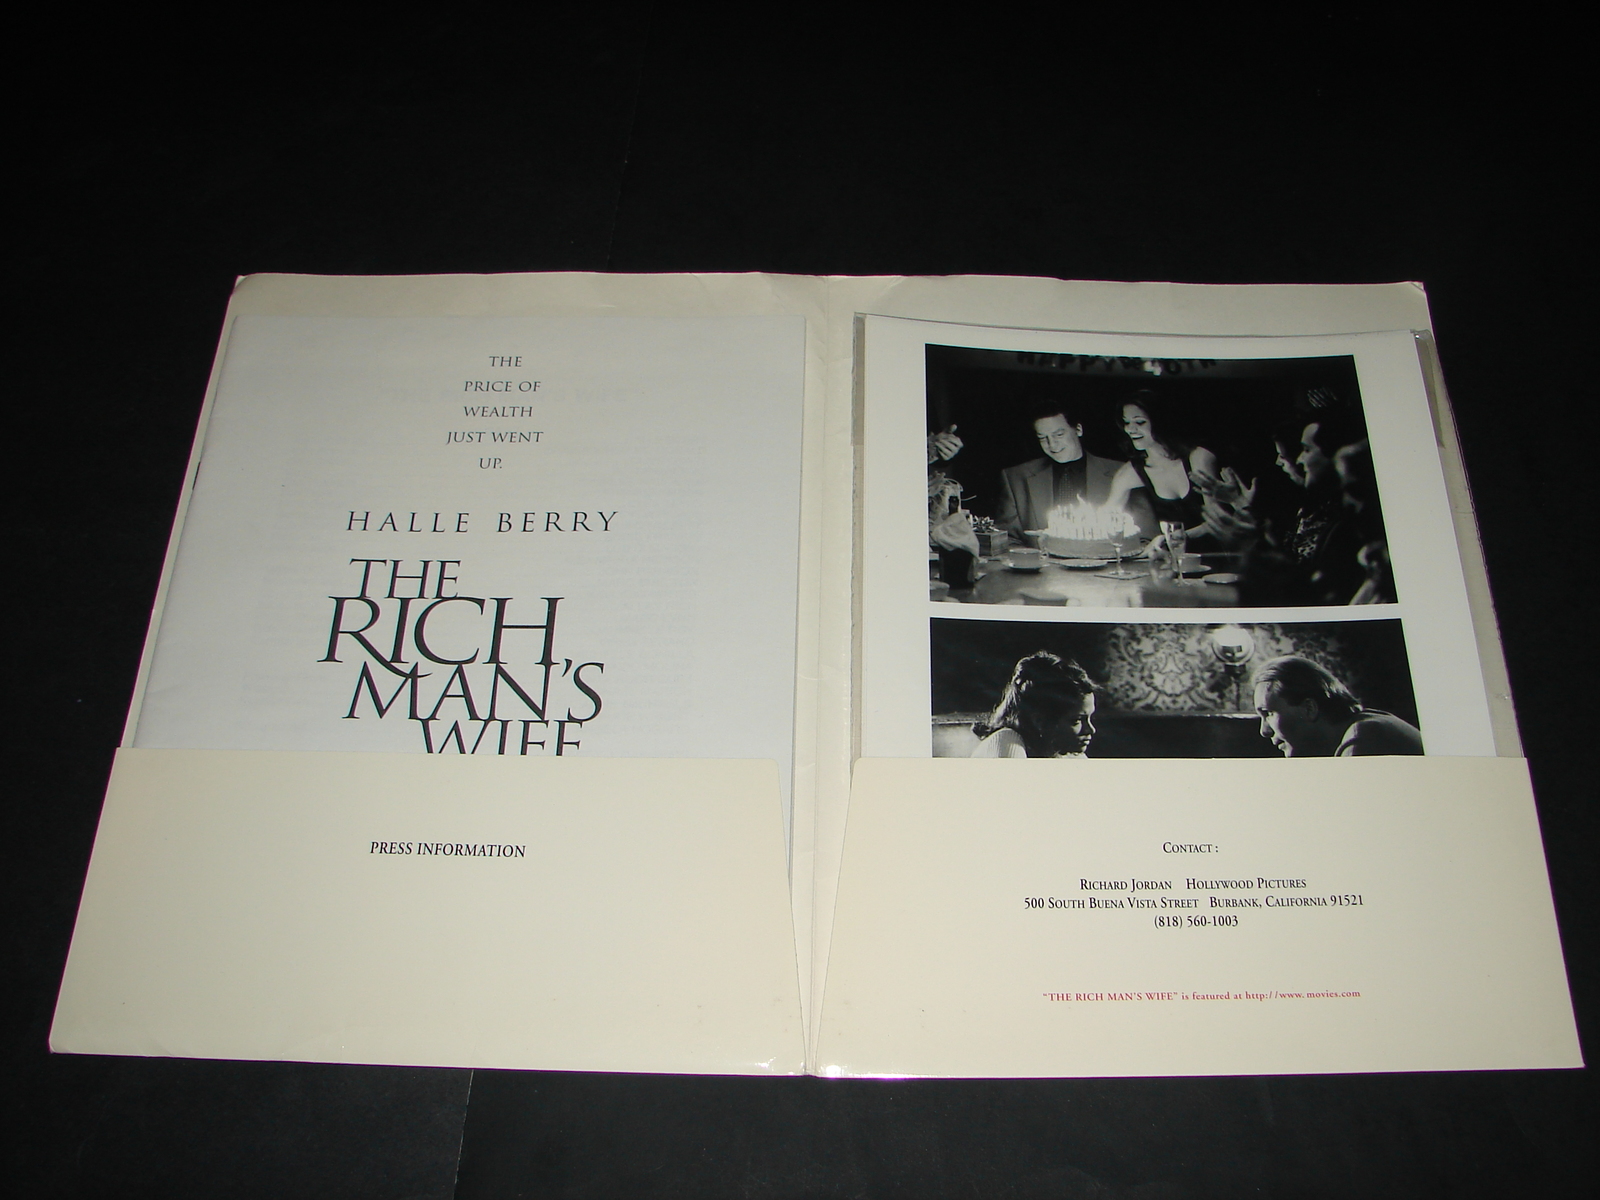 THE
PRICE OF
WEALTH
JUST WENT
UP.
HALLE BERRY
THE
RICH
MAN'S
WIFE
PRESS INFORMATION
CONTACT :
RICHARD JORDAN HOLLYWOOD PICTURES
500 SOUTH BUENA VISTA STREET BURBANK, CALIFORNIA 91521
(818) 560-1003
"THE RICH MAN'S WIFE" is featured at http://www.movies.com